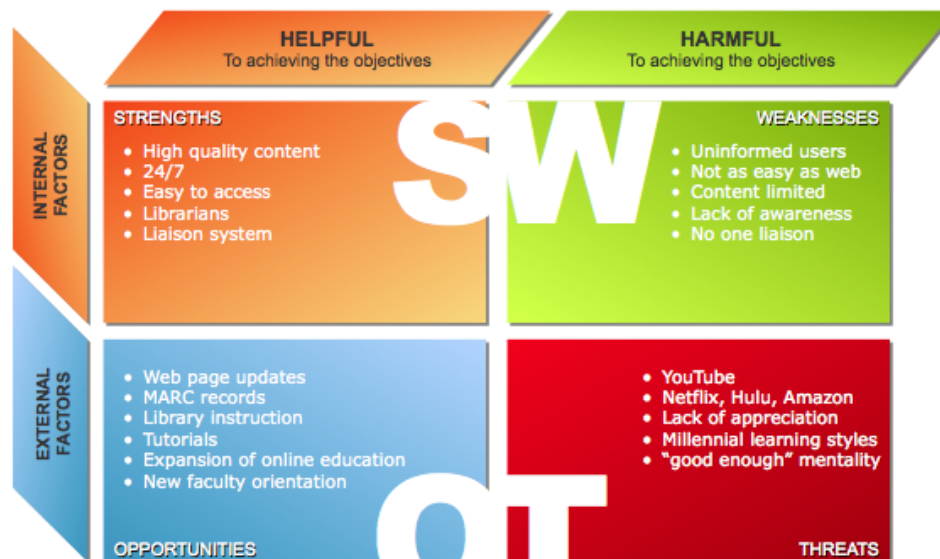 HELPFUL
To achieving the objectives
HARMFUL
To achieving the objectives
INTERNAL
FACTORS
STRENGTHS
• High quality content
• 24/7
• Easy to access
• Librarians
• Liaison system
S
W
WEAKNESSES
• Uninformed users
• Not as easy as web
• Content limited
• Lack of awareness
• No one liaison
EXTERNAL
FACTORS
• Web page updates
• MARC records
• Library instruction
• Tutorials
• Expansion of online education
• New faculty orientation
OPPORTUNITIES
O
T
• YouTube
• Netflix, Hulu, Amazon
• Lack of appreciation
• Millennial learning styles
• “good enough” mentality
THREATS